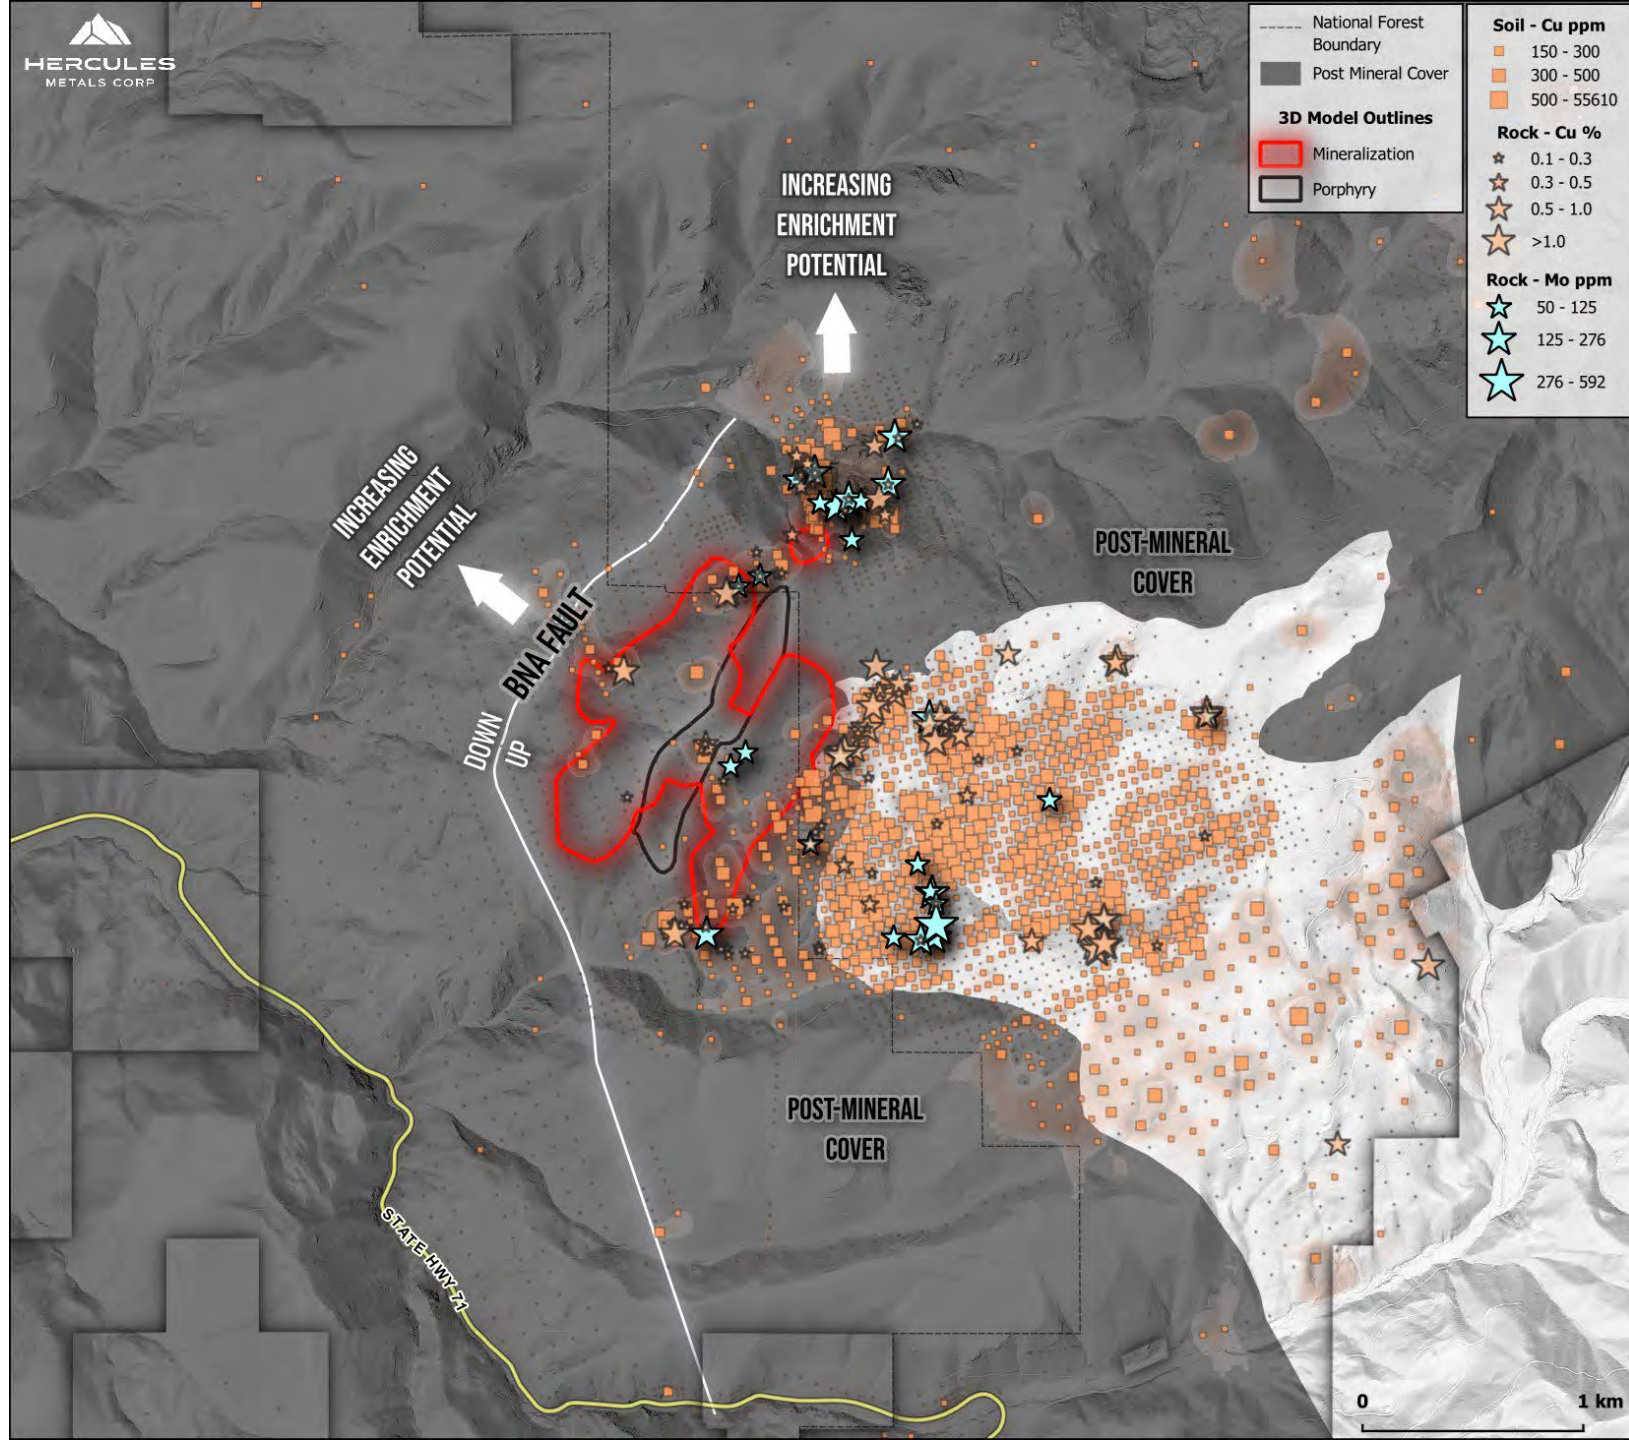 HERCULES
METALS CORP
National Forest
Boundary
Post Mineral Cover
3D Model Outlines
Mineralization
Porphyry
Soil - Cu ppm
150 - 300
300 - 500
500 - 55610
Rock - Cu %
0.1 - 0.3
0.3 - 0.5
0.5 - 1.0
>1.0
Rock - Mo ppm
50 - 125
125 - 276
276 - 592
INCREASING
ENRICHMENT
POTENTIAL
INCREASING
ENRICHMENT
POTENTIAL
POST-MINERAL
COVER
BNA FAULT
DOWN
UP
POST-MINERAL
COVER
STATE HWY 71
0 1 km